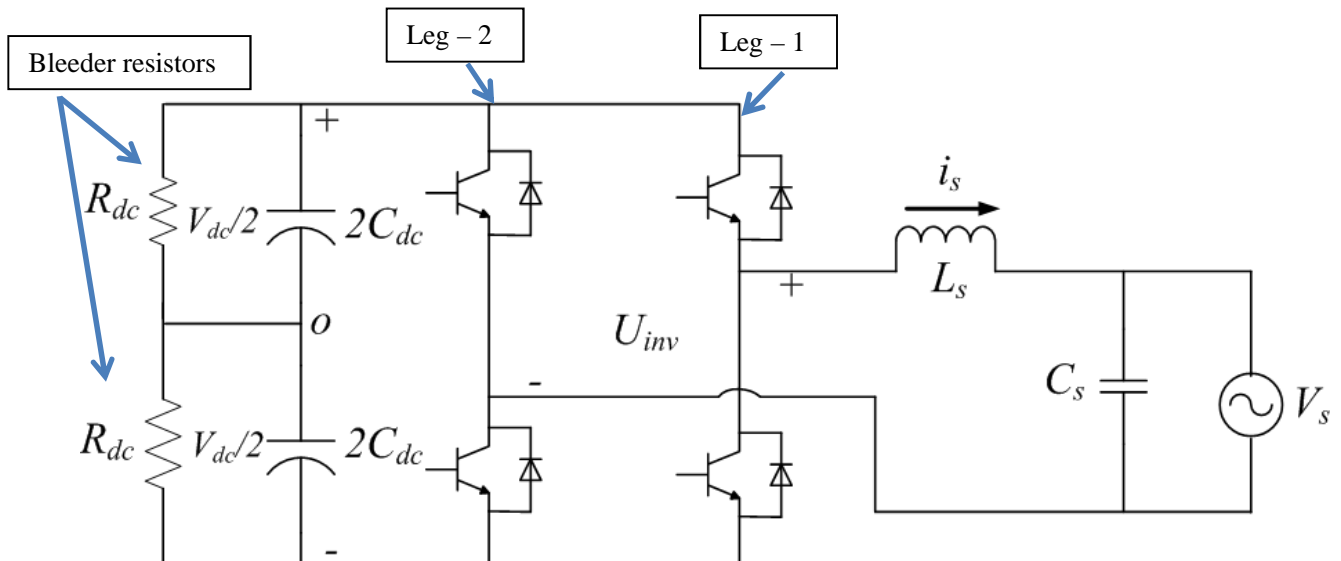 Leg – 2
Leg – 1
Bleeder resistors
+
i_s
R_dc
V_dc/2
2C_dc
L_s
+
o
U_inv
-
C_s
V_s
R_dc
V_dc/2
2C_dc
-